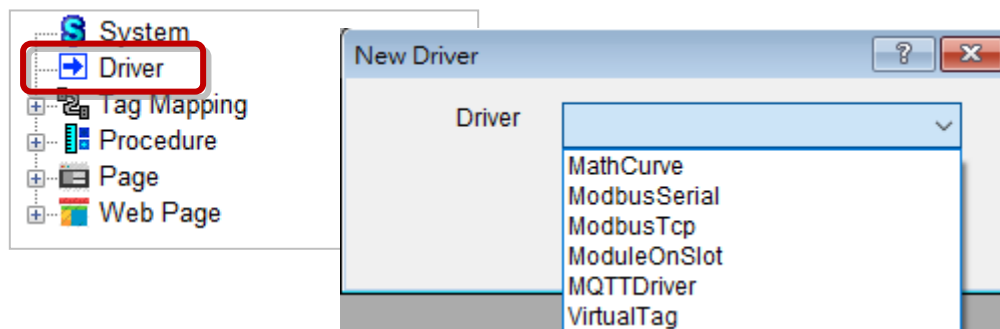 System
Driver
Tag Mapping
Procedure
Page
Web Page
New Driver
?
Driver
MathCurve
ModbusSerial
ModbusTcp
ModuleOnSlot
MQTTDriver
VirtualTag